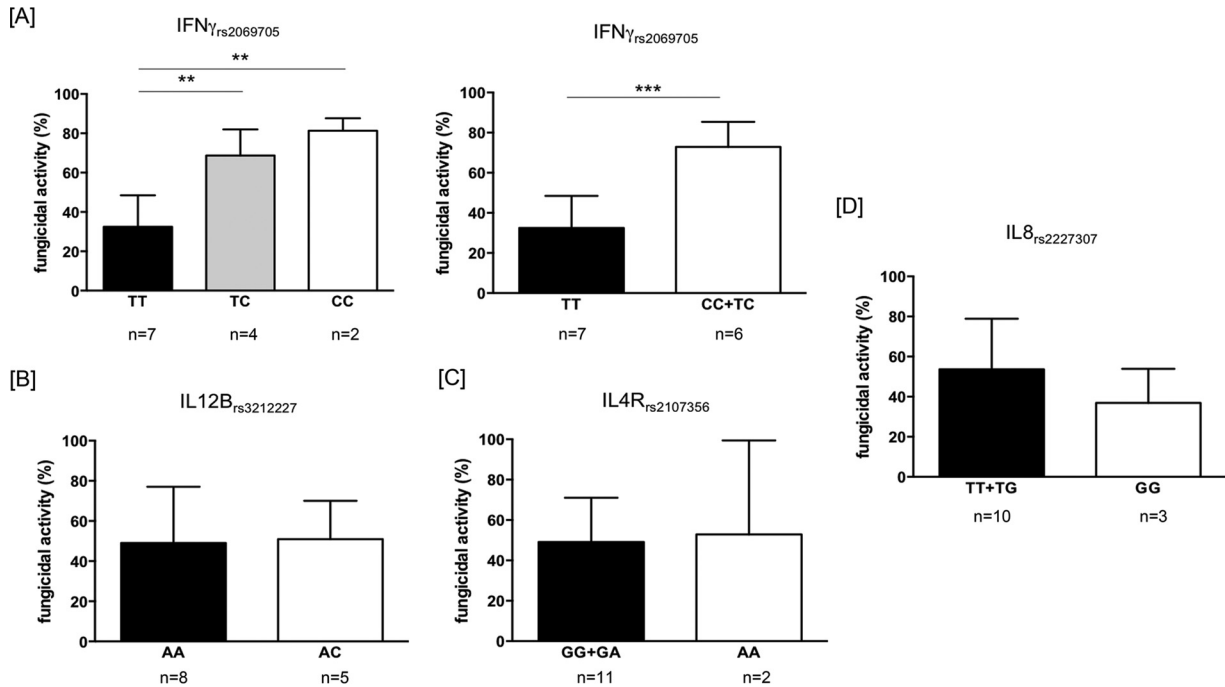 [A]
IFNγrs2069705
**
**
fungicidal activity (%)
100
80
60
40
20
0
TT TC CC
n=7 n=4 n=2
IFNγrs2069705
***
fungicidal activity (%)
100
80
60
40
20
0
TT CC+TC
n=7 n=6
[B]
IL12Brs3212227
fungicidal activity (%)
100
80
60
40
20
0
AA AC
n=8 n=5
[C]
IL4Rrs2107356
fungicidal activity (%)
100
80
60
40
20
0
GG+GA AA
n=11 n=2
[D]
IL8rs2227307
fungicidal activity (%)
100
80
60
40
20
0
TT+TG GG
n=10 n=3